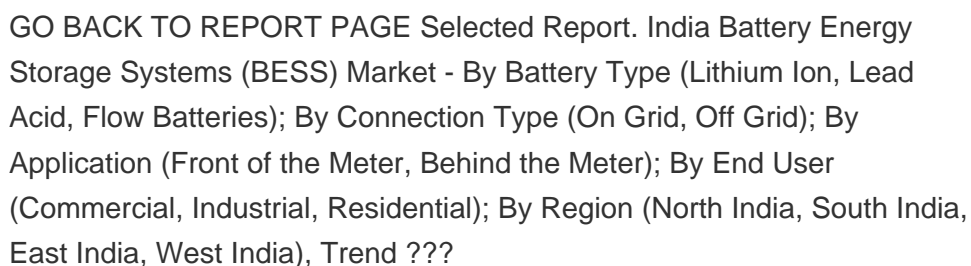 GO BACK TO REPORT PAGE Selected Report. India Battery Energy
Storage Systems (BESS) Market - By Battery Type (Lithium Ion, Lead
Acid, Flow Batteries); By Connection Type (On Grid, Off Grid); By
Application (Front of the Meter, Behind the Meter); By End User
(Commercial, Industrial, Residential); By Region (North India, South India,
East India, West India), Trend ???